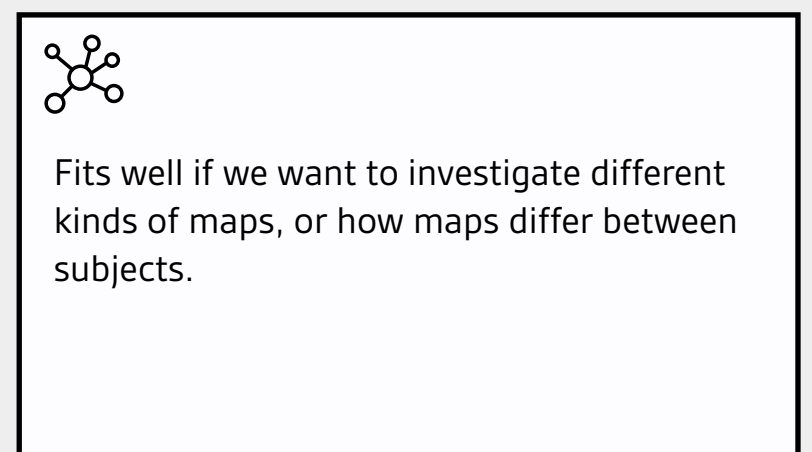 Fits well if we want to investigate different
kinds of maps, or how maps differ between
subjects.